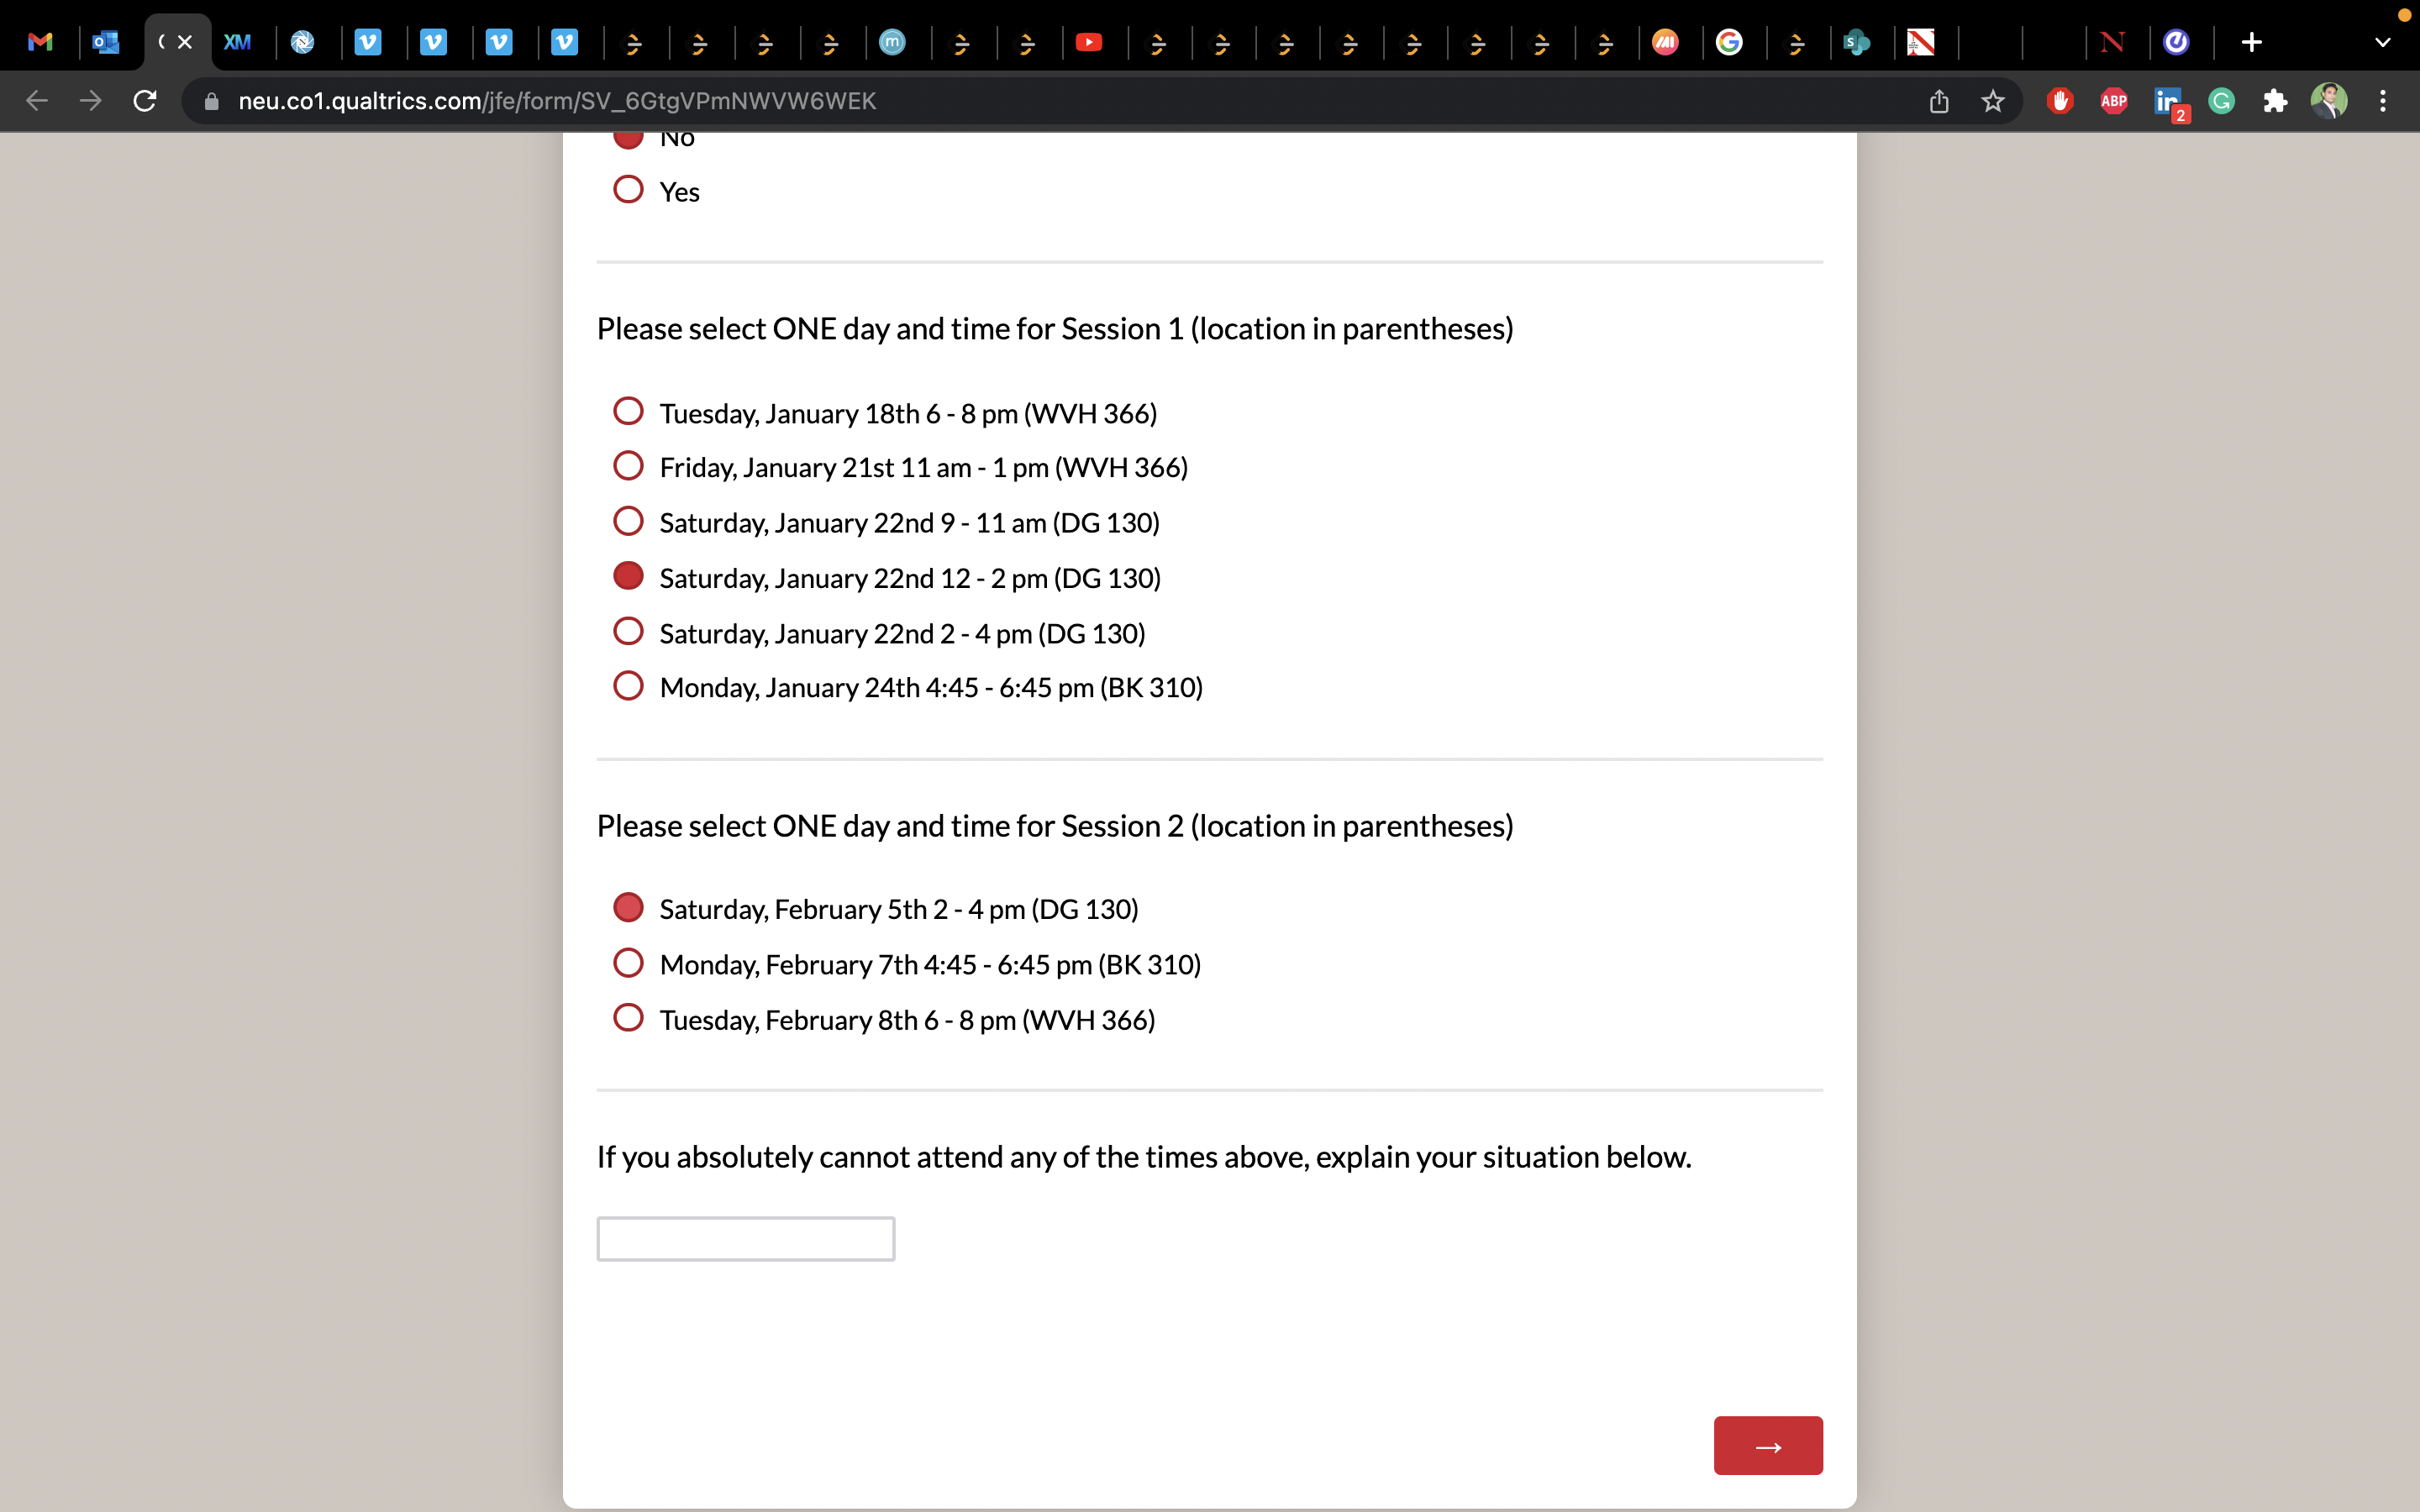 XM
neu.co1.qualtrics.com/jfe/form/SV_6GtgVPmNWVW6WEK
ABP
in
2
No
Yes
Please select ONE day and time for Session 1 (location in parentheses)
Tuesday, January 18th 6 - 8 pm (WVH 366)
Friday, January 21st 11 am - 1 pm (WVH 366)
Saturday, January 22nd 9 - 11 am (DG 130)
Saturday, January 22nd 12 - 2 pm (DG 130)
Saturday, January 22nd 2 - 4 pm (DG 130)
Monday, January 24th 4:45 - 6:45 pm (BK 310)
Please select ONE day and time for Session 2 (location in parentheses)
Saturday, February 5th 2 - 4 pm (DG 130)
Monday, February 7th 4:45 - 6:45 pm (BK 310)
Tuesday, February 8th 6 - 8 pm (WVH 366)
If you absolutely cannot attend any of the times above, explain your situation below.